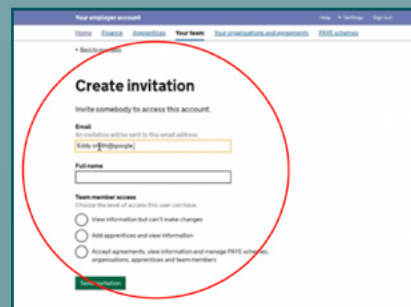 Your employer account
Help
Settings
Sign out
Home Finance Apprentices Your team Your organisations and agreements PAYE schemes
Create invitation
Invite somebody to access this account.
Email
An invitation will be sent to this email address
Full name
Team member access
Choose the level of access this user can have.
View information but can't make changes
Add apprentices and view information
Accept agreements, view information and manage PAYE schemes,
organisations, apprentices and team members
Send invitation